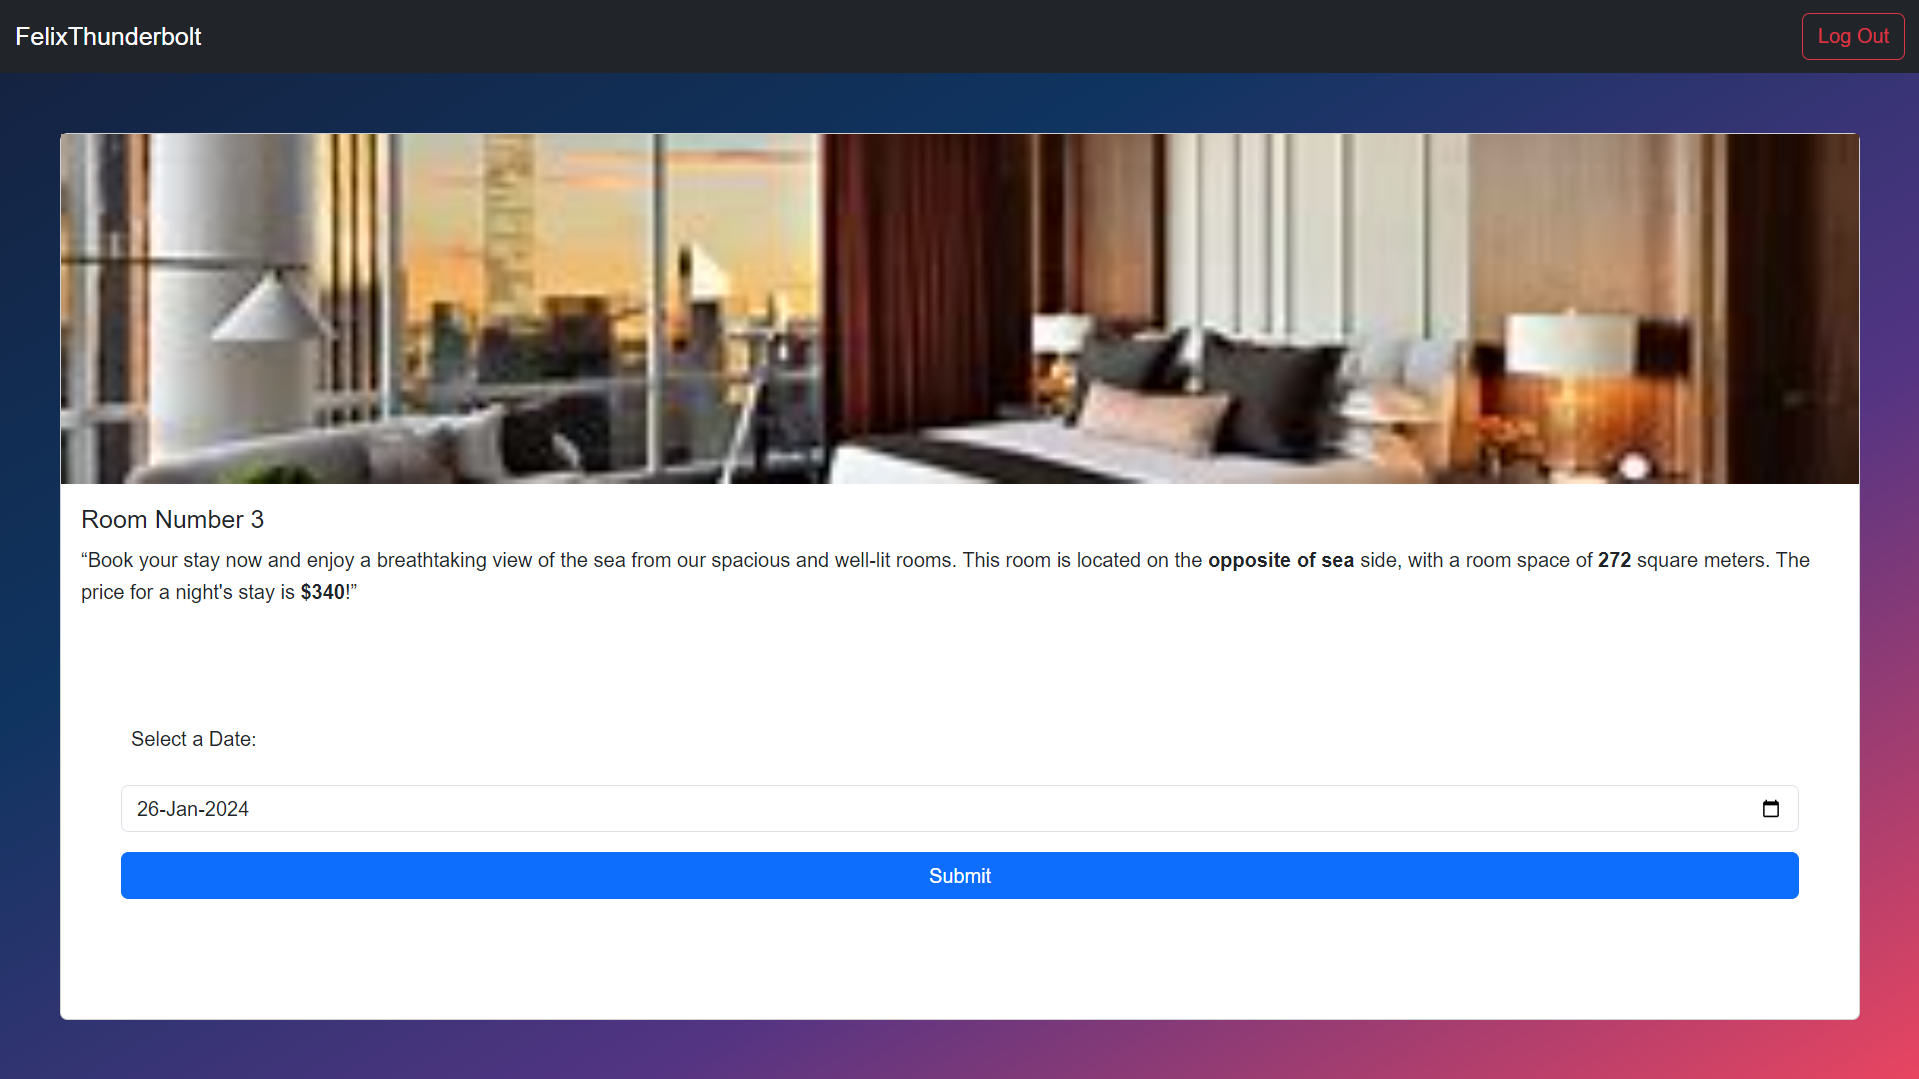 FelixThunderbolt
Log Out
Room Number 3
“Book your stay now and enjoy a breathtaking view of the sea from our spacious and well-lit rooms. This room is located on the opposite of sea side, with a room space of 272 square meters. The
price for a night's stay is $340!”
Select a Date:
26-Jan-2024
Submit